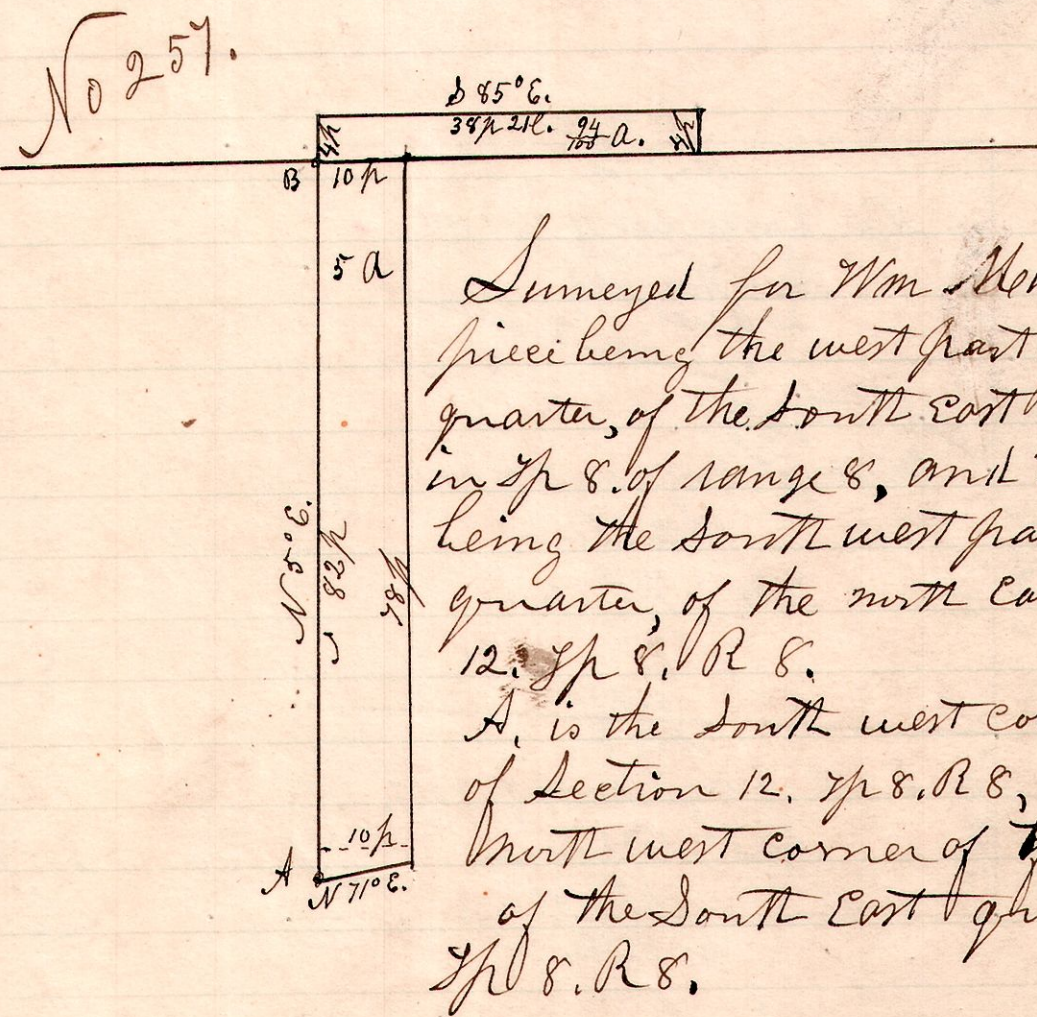 No 257.
S 85° E.
4p 38p 21l. 94/100 a. 4p
B 10 p
5 a
N 5° E.
82p
78p
10p
A N 71° E.
Surveyed for Wm
piece being the west part
quarter, of the South East
in Tp 8. of range 8, and
being the South west pa
quarter, of the north Ea
12. Tp 8. R 8.
A, is the South west co
of Section 12. Tp 8. R 8,
North west corner of
of the South East qu
Tp 8. R 8.